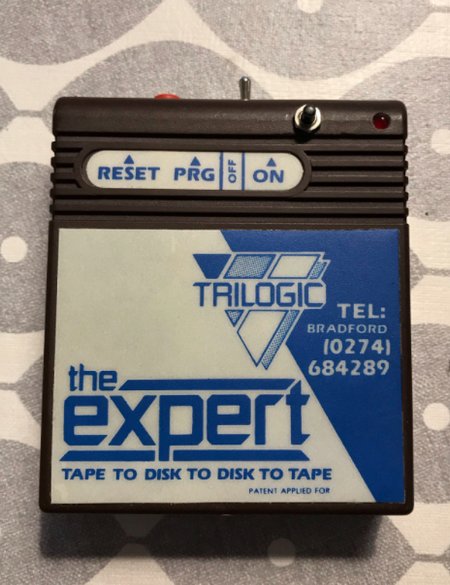 RESET PRG OFF ON
TRILOGIC
TEL:
BRADFORD
(0274)
684289
the
expert
TAPE TO DISK TO DISK TO TAPE
PATENT APPLIED FOR